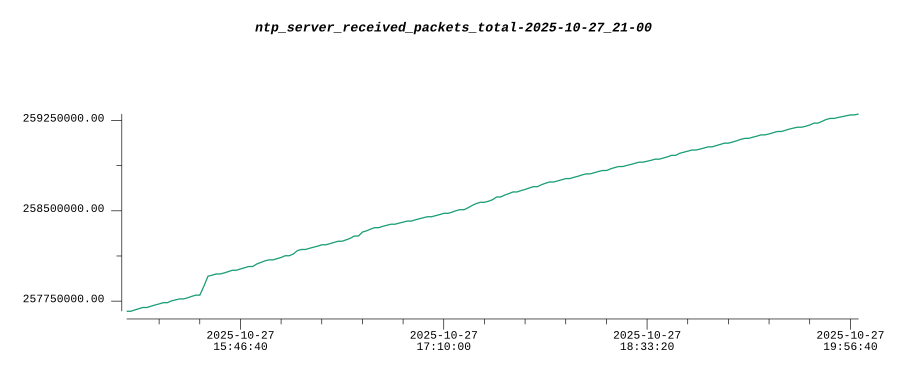 ntp_server_received_packets_total-2025-10-27_21-00
259250000.00
258500000.00
257750000.00
2025-10-27 2025-10-27 2025-10-27 2025-10-27
15:46:40 17:10:00 18:33:20 19:56:40